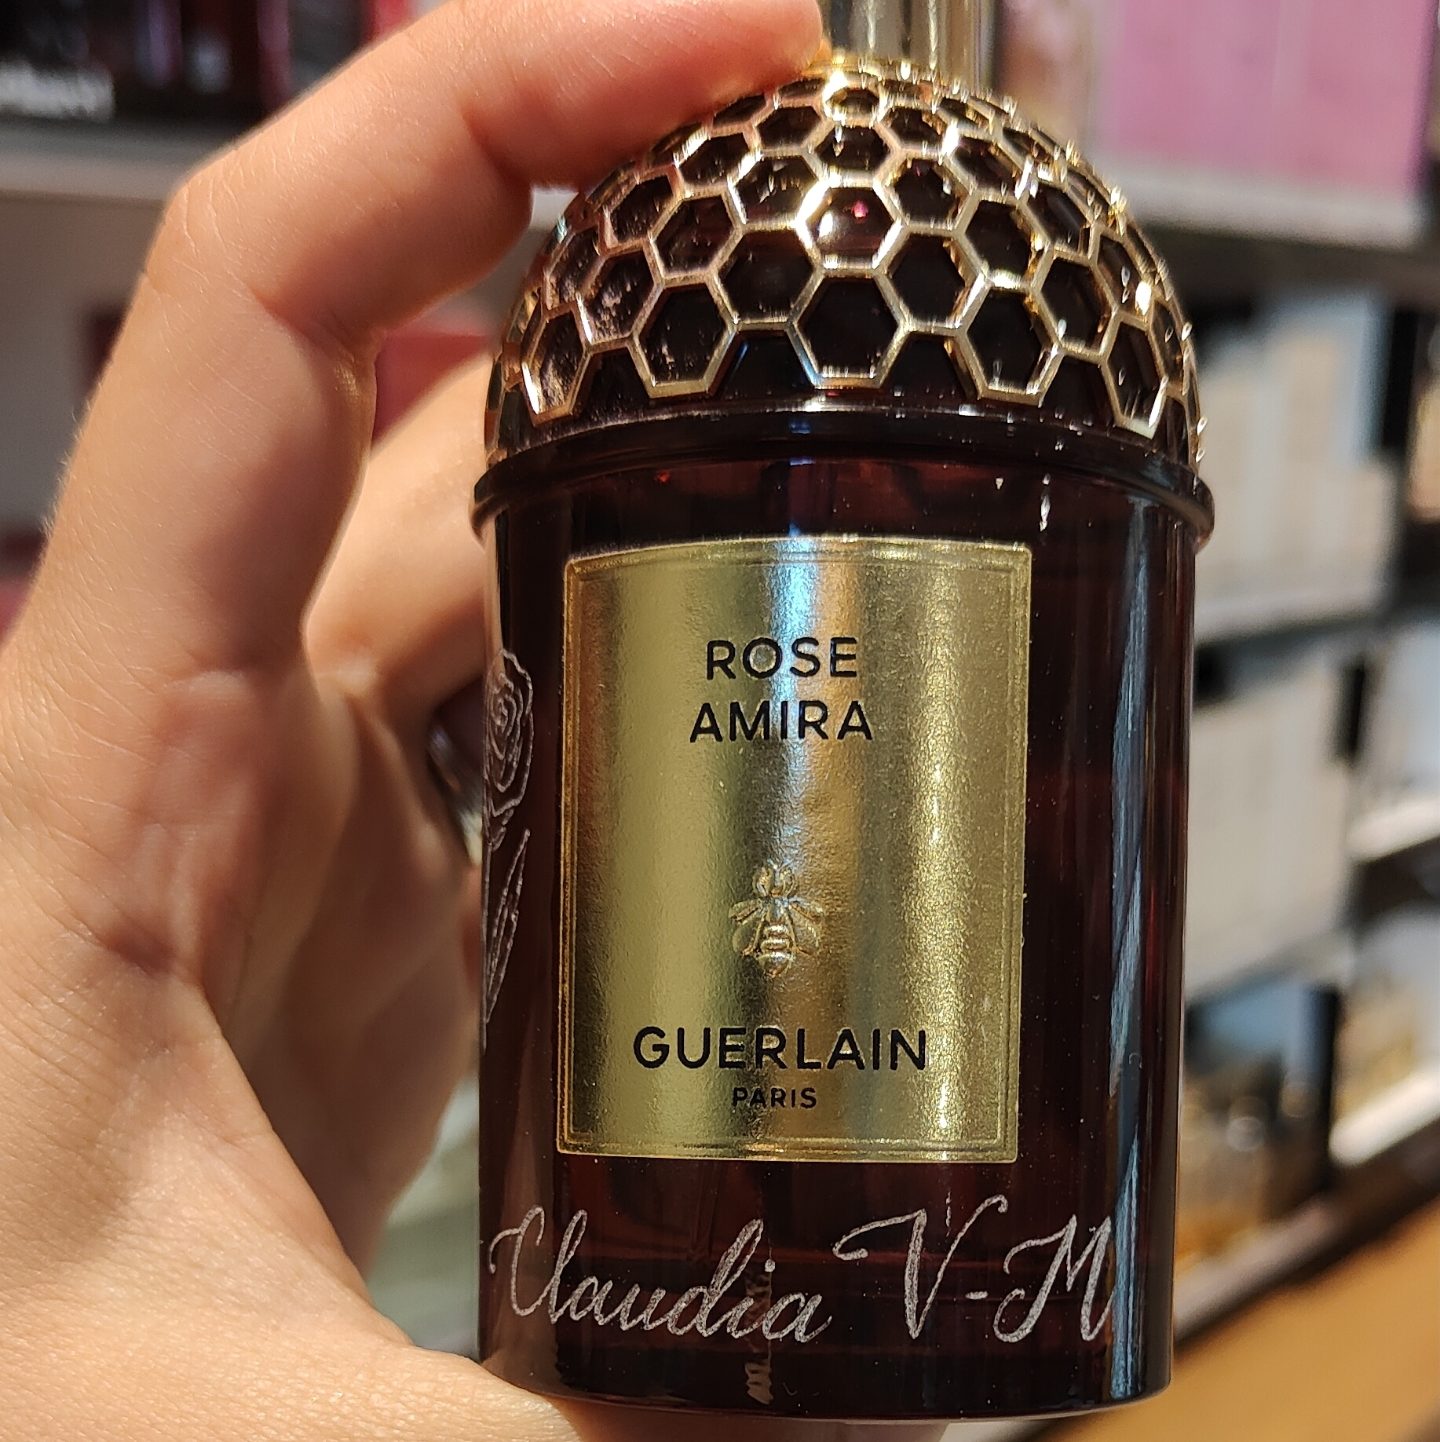 ROSE
AMIRA
GUERLAIN
PARIS
Claudia V-M